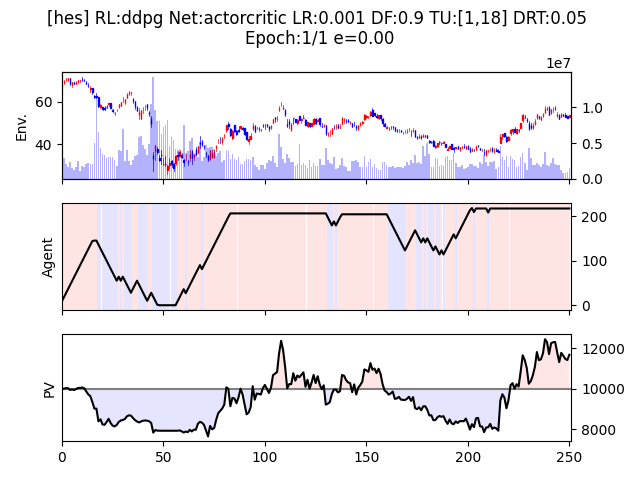 [hes] RL:ddpg Net:actorcritic LR:0.001 DF:0.9 TU:[1,18] DRT:0.05
Epoch:1/1 e=0.00
1e7
Env.
60
40
1.0
0.5
0.0
Agent
200
100
0
PV
12000
10000
8000
0 50 100 150 200 250